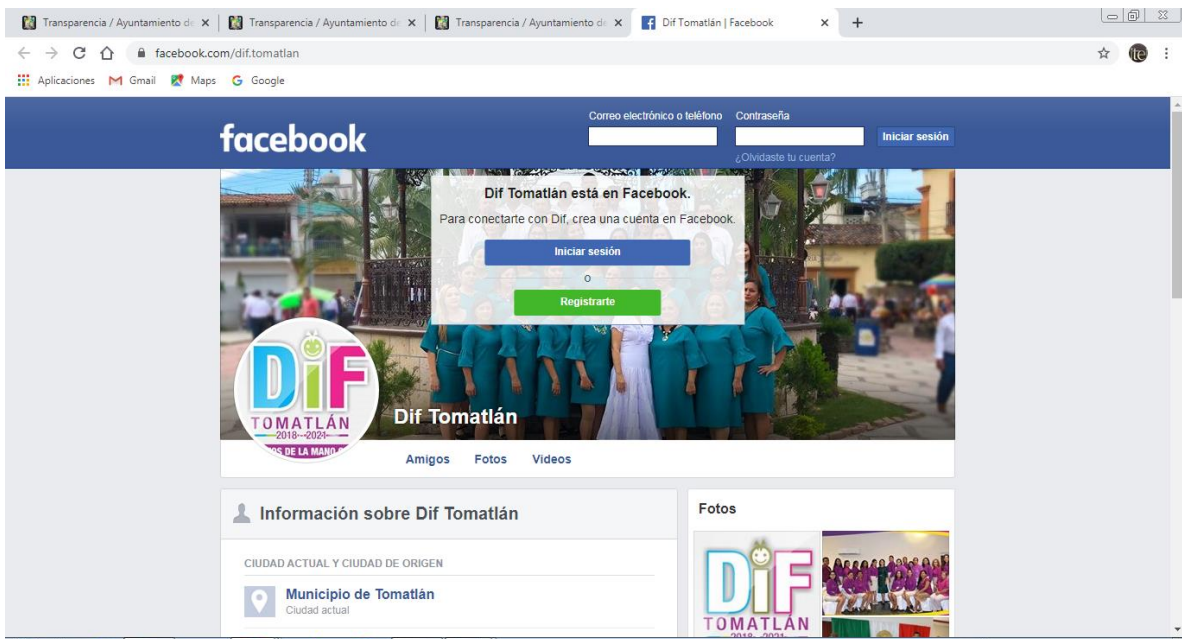 Transparencia / Ayuntamiento de
Transparencia / Ayuntamiento de
Transparencia / Ayuntamiento de
Dif Tomatlán | Facebook
facebook.com/dif.tomatlan
te
Aplicaciones
Gmail
Maps
Google
facebook
Correo electrónico o teléfono
Contraseña
Iniciar sesión
¿Olvidaste tu cuenta?
Dif Tomatlán está en Facebook.
Para conectarte con Dif, crea una cuenta en Facebook.
Iniciar sesión
o
Registrarte
DiF
TOMATLÁN
2018--2021
DE LA MANO
Dif Tomatlán
Amigos
Fotos
Videos
Información sobre Dif Tomatlán
CIUDAD ACTUAL Y CIUDAD DE ORIGEN
Municipio de Tomatlán
Ciudad actual
Fotos
DiF
TOMATLÁN
2018--2021